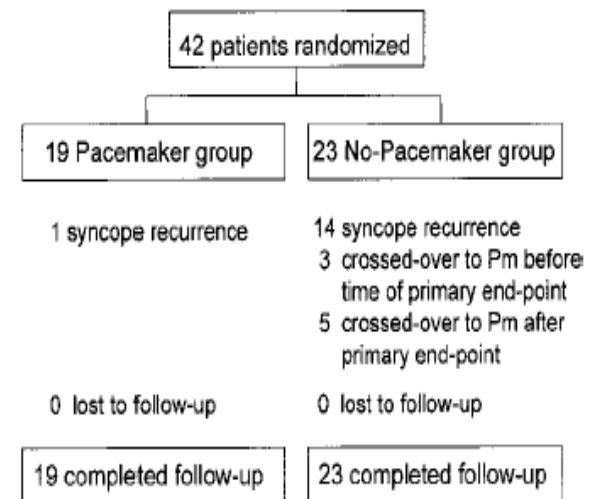 42 patients randomized
19 Pacemaker group
23 No-Pacemaker group
1 syncope recurrence
14 syncope recurrence
3 crossed-over to Pm before
time of primary end-point
5 crossed-over to Pm after
primary end-point
0 lost to follow-up
0 lost to follow-up
19 completed follow-up
23 completed follow-up